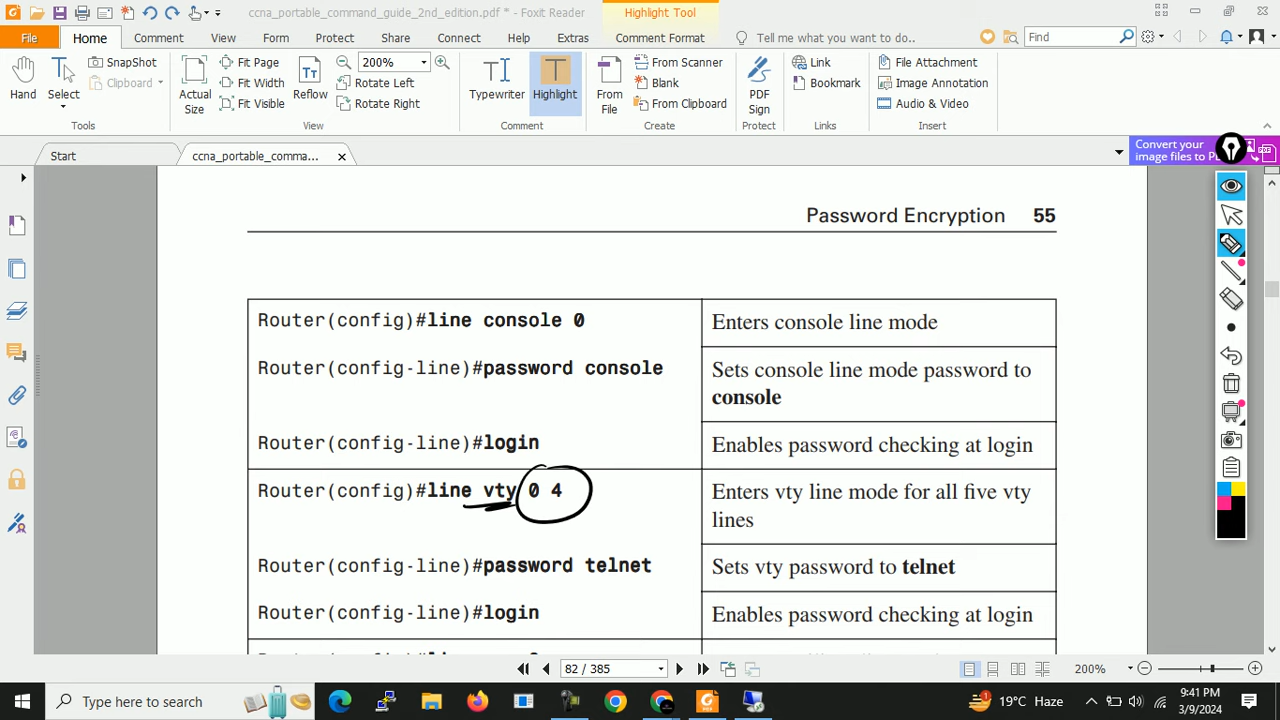 ccna_portable_command_guide_2nd_edition.pdf * - Foxit Reader
Highlight Tool
File Home Comment View Form Protect Share Connect Help Extras Comment Format Tell me what you want to do.. Find
Hand
Select
SnapShot
Clipboard
Tools
Actual Size
Fit Page
Fit Width
Fit Visible
Reflow
200%
Rotate Left
Rotate Right
View
Typewriter
Highlight
Comment
From File
From Scanner
Blank
From Clipboard
Create
PDF Sign
Protect
Link
Bookmark
Links
File Attachment
Image Annotation
Audio & Video
Insert
Start
ccna_portable_comma...
Convert your
image files to
Password Encryption 55
Router(config)#line console 0
Enters console line mode
Router(config-line)#password console
Sets console line mode password to
console
Router(config-line)#login
Enables password checking at login
Router(config)#line vty 0 4
Enters vty line mode for all five vty
lines
Router(config-line)#password telnet
Sets vty password to telnet
Router(config-line)#login
Enables password checking at login
82 / 385
200%
Type here to search
19°C Haze
9:41 PM
3/9/2024